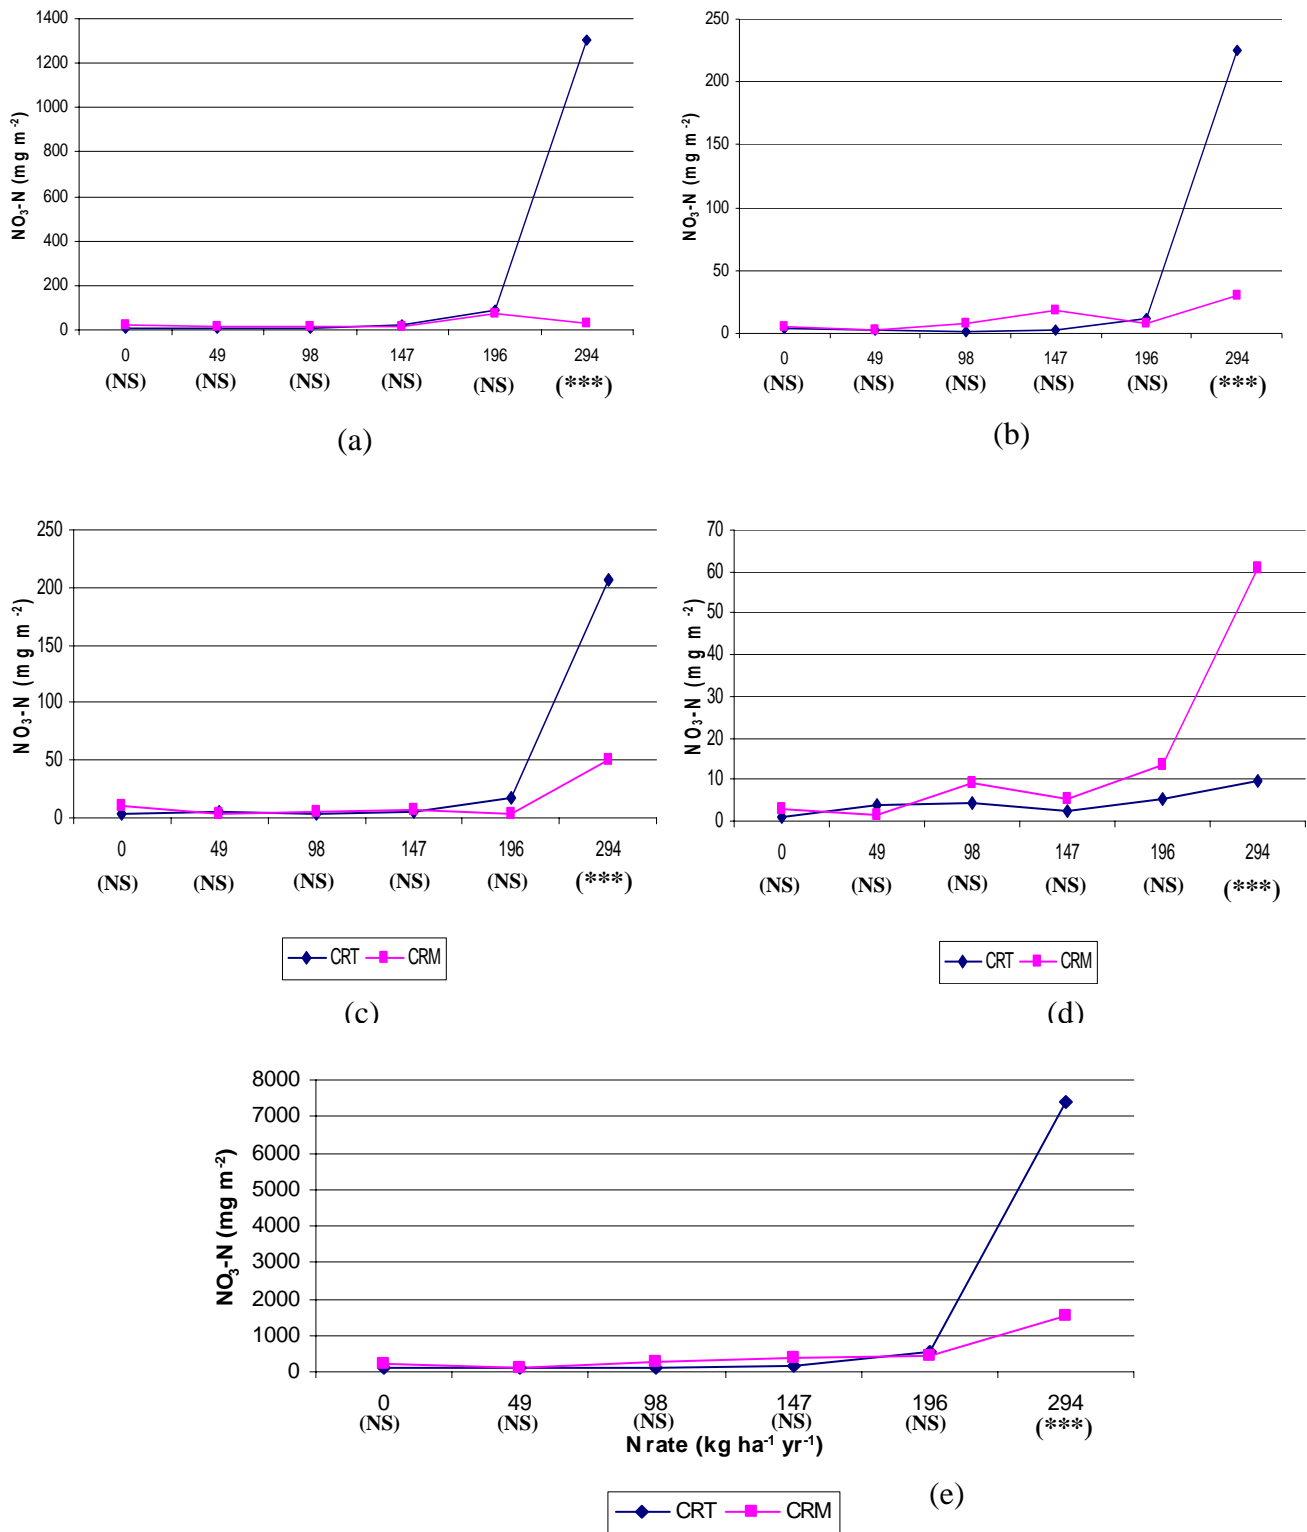 1400
1200
1000
800
600
400
200
0
NO₃-N (mg m⁻²)
0 49 98 147 196 294
(NS) (NS) (NS) (NS) (NS) (***)
(a)
250
200
150
100
50
0
NO₃-N (mg m⁻²)
0 49 98 147 196 294
(NS) (NS) (NS) (NS) (NS) (***)
(b)
250
200
150
100
50
0
NO₃-N (mg m⁻²)
0 49 98 147 196 294
(NS) (NS) (NS) (NS) (NS) (***)
CRT CRM
(c)
70
60
50
40
30
20
10
0
NO₃-N (mg m⁻²)
0 49 98 147 196 294
(NS) (NS) (NS) (NS) (NS) (***)
CRT CRM
(d)
8000
7000
6000
5000
4000
3000
2000
1000
0
NO₃-N (mg m⁻²)
0 49 98 147 196 294
(NS) (NS) (NS) (NS) (NS) (***)
N rate (kg ha⁻¹ yr⁻¹)
CRT CRM
(e)